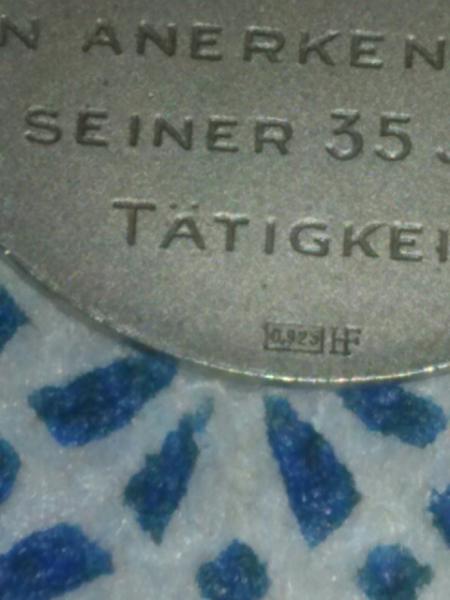 N ANERKEN
SEINER 35 J
TÄTIGKEI
0,925 HF